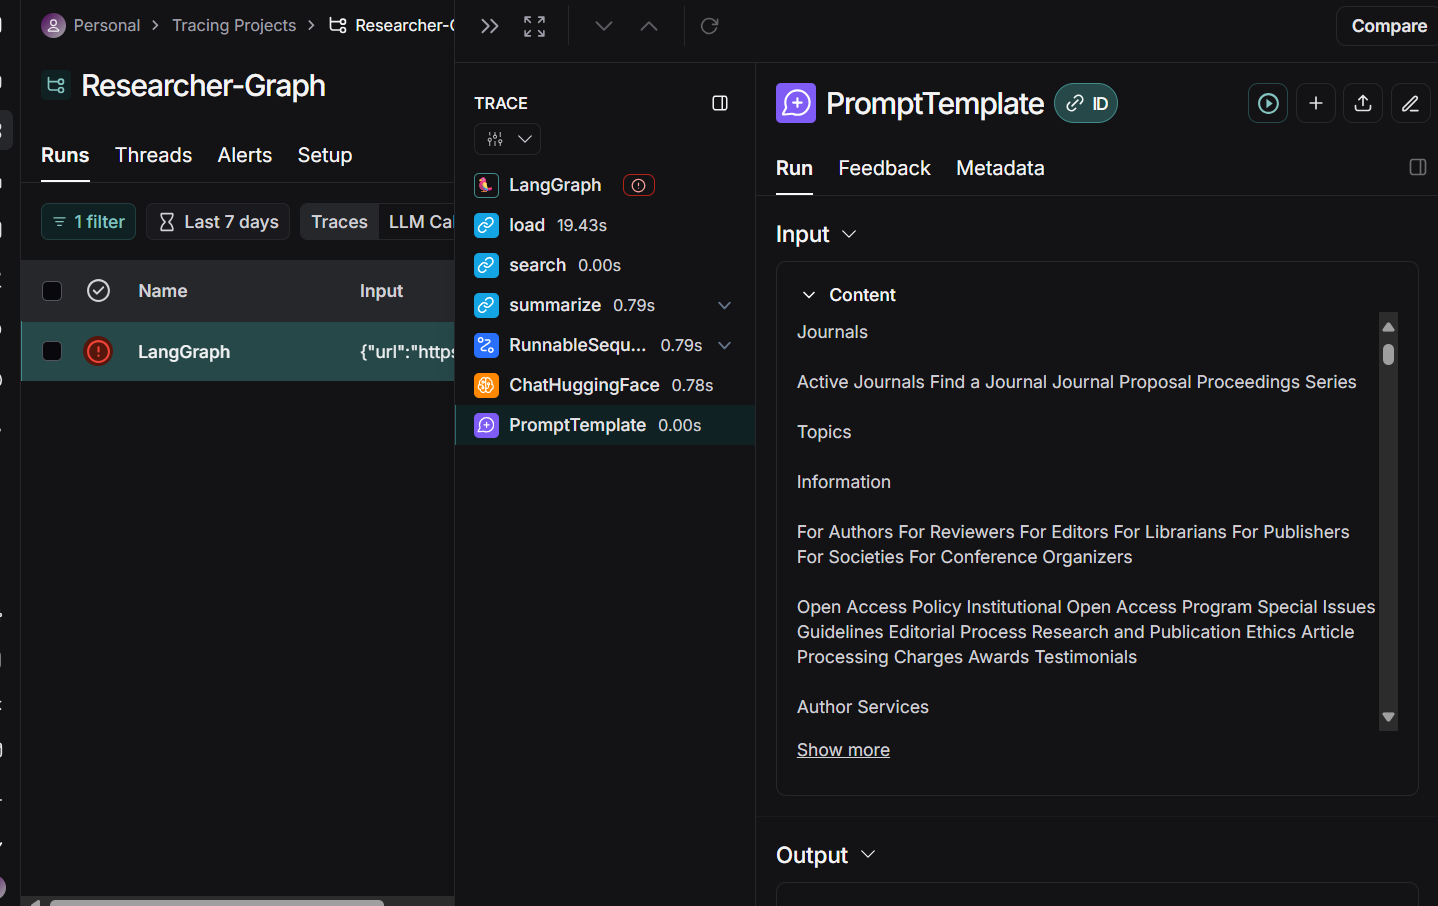 Personal > Tracing Projects > Researcher-G
Researcher-Graph
Runs Threads Alerts Setup
1 filter Last 7 days Traces LLM Cal
Name Input
LangGraph {"url":"https
TRACE
LangGraph
load 19.43s
search 0.00s
summarize 0.79s
RunnableSequ... 0.79s
ChatHuggingFace 0.78s
PromptTemplate 0.00s
Compare
PromptTemplate ID
Run Feedback Metadata
Input
Content
Journals
Active Journals Find a Journal Journal Proposal Proceedings Series
Topics
Information
For Authors For Reviewers For Editors For Librarians For Publishers
For Societies For Conference Organizers
Open Access Policy Institutional Open Access Program Special Issues
Guidelines Editorial Process Research and Publication Ethics Article
Processing Charges Awards Testimonials
Author Services
Show more
Output